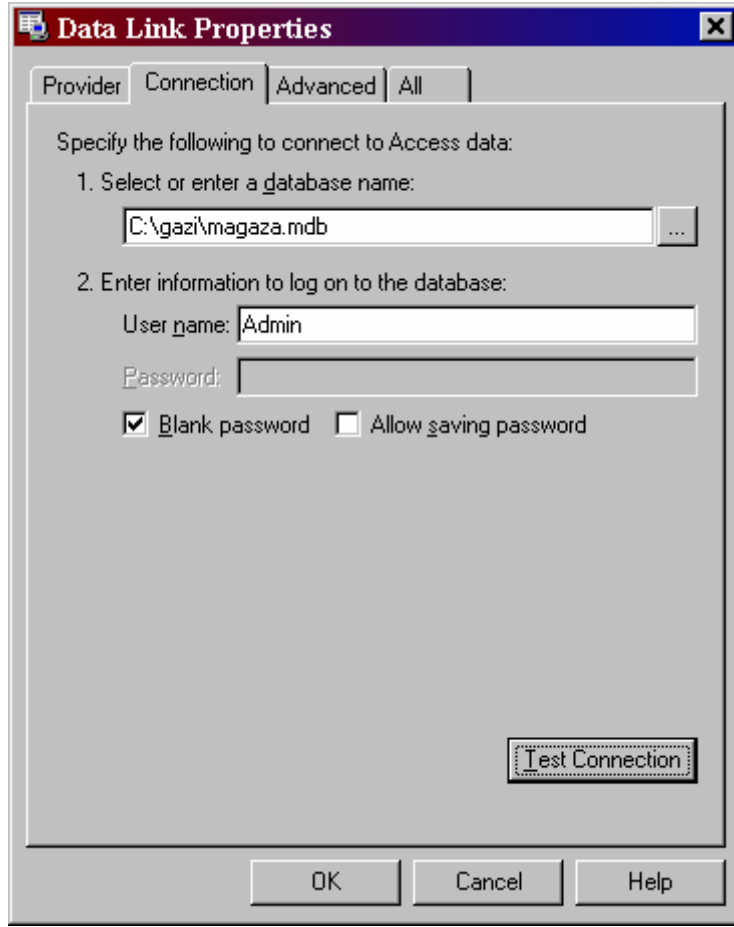 Data Link Properties
Provider Connection Advanced All
Specify the following to connect to Access data:
1. Select or enter a database name:
C:\gazi\magaza.mdb ...
2. Enter information to log on to the database:
User name: Admin
Password:
Blank password Allow saving password
Test Connection
OK Cancel Help